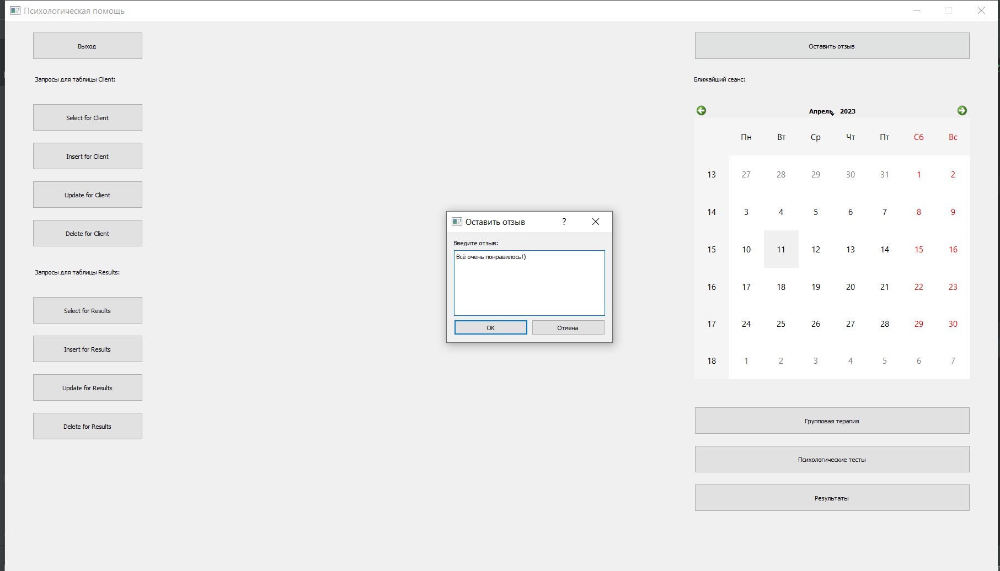 Психологическая помощь
Выход
Запросы для таблицы Client:
Select for Client
Insert for Client
Update for Client
Delete for Client
Запросы для таблицы Results:
Select for Results
Insert for Results
Update for Results
Delete for Results
Оставить отзыв
?
Введите отзыв:
Всё очень понравилось!)
OK Отмена
Оставить отзыв
Ближайший сеанс:
Апрель 2023
Пн Вт Ср Чт Пт Сб Вс
13 27 28 29 30 31 1 2
14 3 4 5 6 7 8 9
15 10 11 12 13 14 15 16
16 17 18 19 20 21 22 23
17 24 25 26 27 28 29 30
18 1 2 3 4 5 6 7
Групповая терапия
Психологические тесты
Результаты